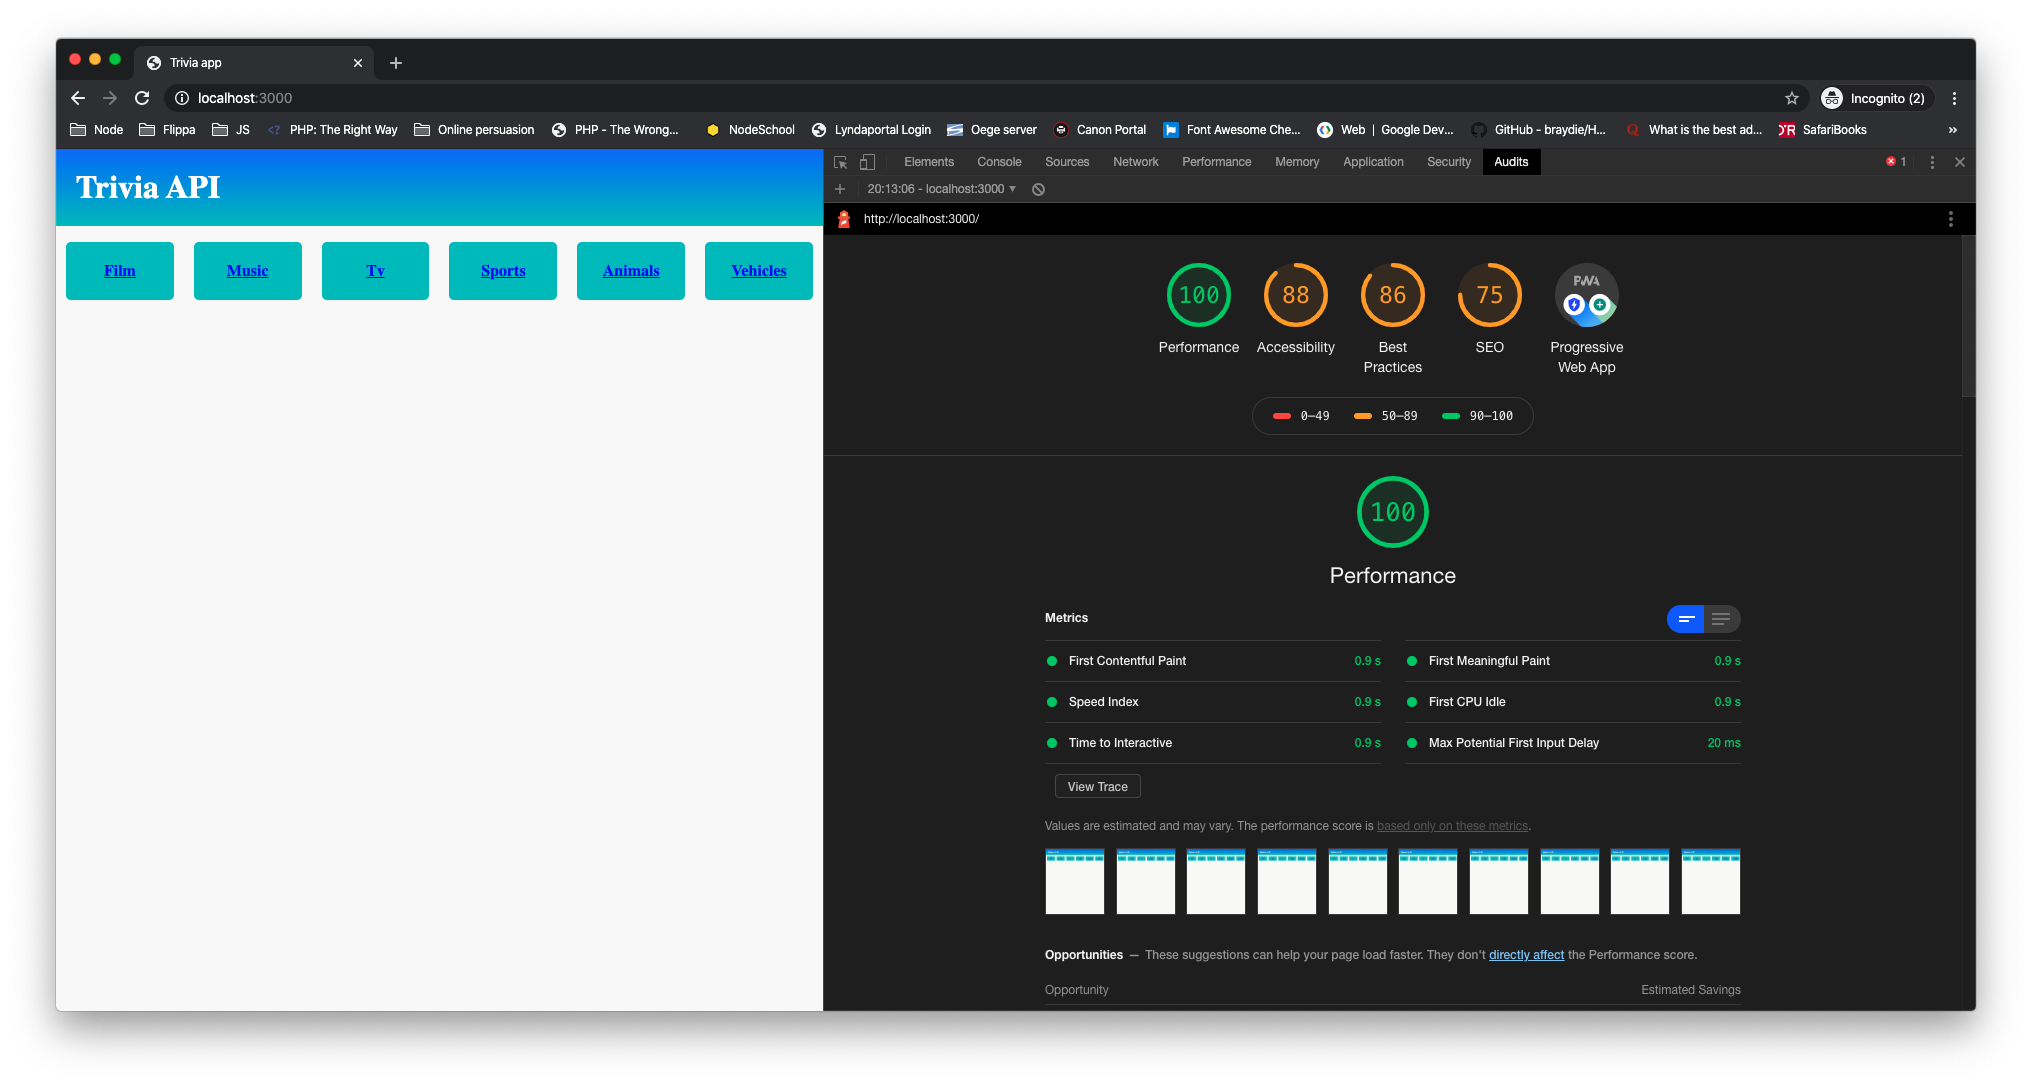 Trivia app
localhost:3000
Incognito (2)
Node Flippa JS <? PHP: The Right Way Online persuasion PHP - The Wrong... NodeSchool Lyndaportal Login Oege server Canon Portal Font Awesome Che... Web | Google Dev... GitHub - braydie/H... Q What is the best ad... SafariBooks »
Trivia API
Film Music Tv Sports Animals Vehicles
Elements Console Sources Network Performance Memory Application Security Audits 1
20:13:06 - localhost:3000
http://localhost:3000/
100 88 86 75 PWA
Performance Accessibility Best Practices SEO Progressive Web App
0–49 50–89 90–100
100
Performance
Metrics
First Contentful Paint 0.9 s First Meaningful Paint 0.9 s
Speed Index 0.9 s First CPU Idle 0.9 s
Time to Interactive 0.9 s Max Potential First Input Delay 20 ms
View Trace
Values are estimated and may vary. The performance score is based only on these metrics.
Opportunities — These suggestions can help your page load faster. They don't directly affect the Performance score.
Opportunity Estimated Savings